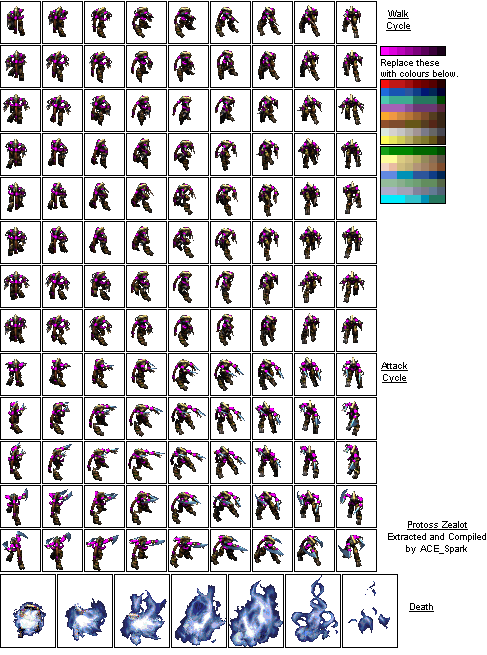 Walk
Cycle
Replace these
with colours below.
Attack
Cycle
Protoss Zealot
Extracted and Compiled
by ACE_Spark
Death